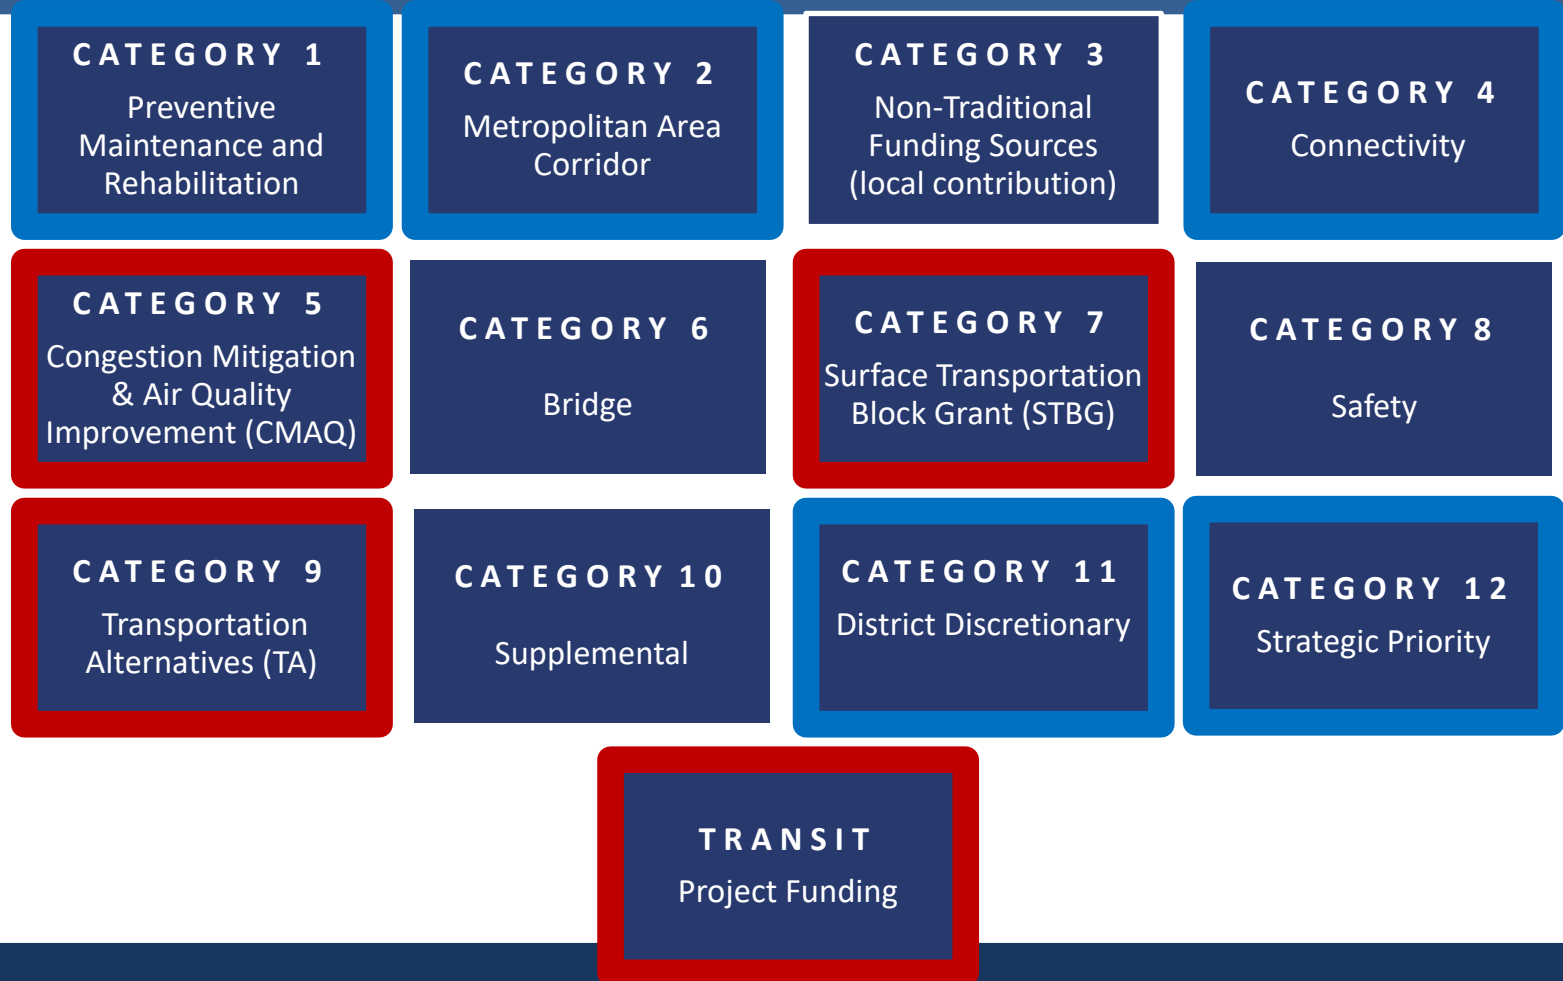 CATEGORY 1
Preventive
Maintenance and
Rehabilitation
CATEGORY 2
Metropolitan Area
Corridor
CATEGORY 3
Non-Traditional
Funding Sources
(local contribution)
CATEGORY 4
Connectivity
CATEGORY 5
Congestion Mitigation
& Air Quality
Improvement (CMAQ)
CATEGORY 6
Bridge
CATEGORY 7
Surface Transportation
Block Grant (STBG)
CATEGORY 8
Safety
CATEGORY 9
Transportation
Alternatives (TA)
CATEGORY 10
Supplemental
CATEGORY 11
District Discretionary
CATEGORY 12
Strategic Priority
TRANSIT
Project Funding